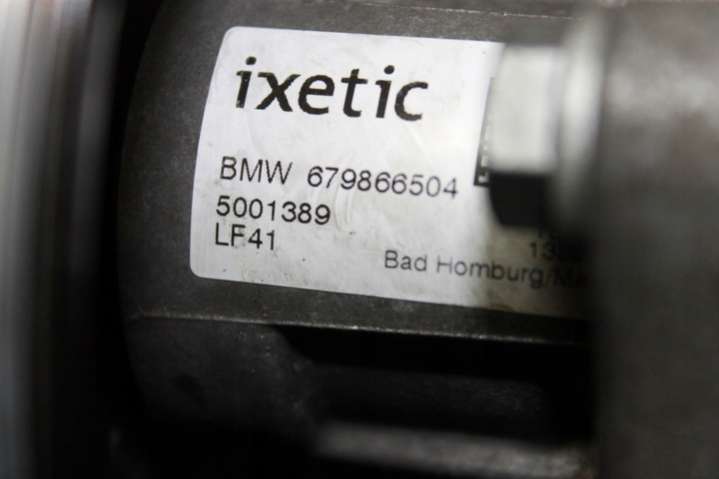 ixetic
BMW 679866504
5001389
LF41
Bad Homburg/